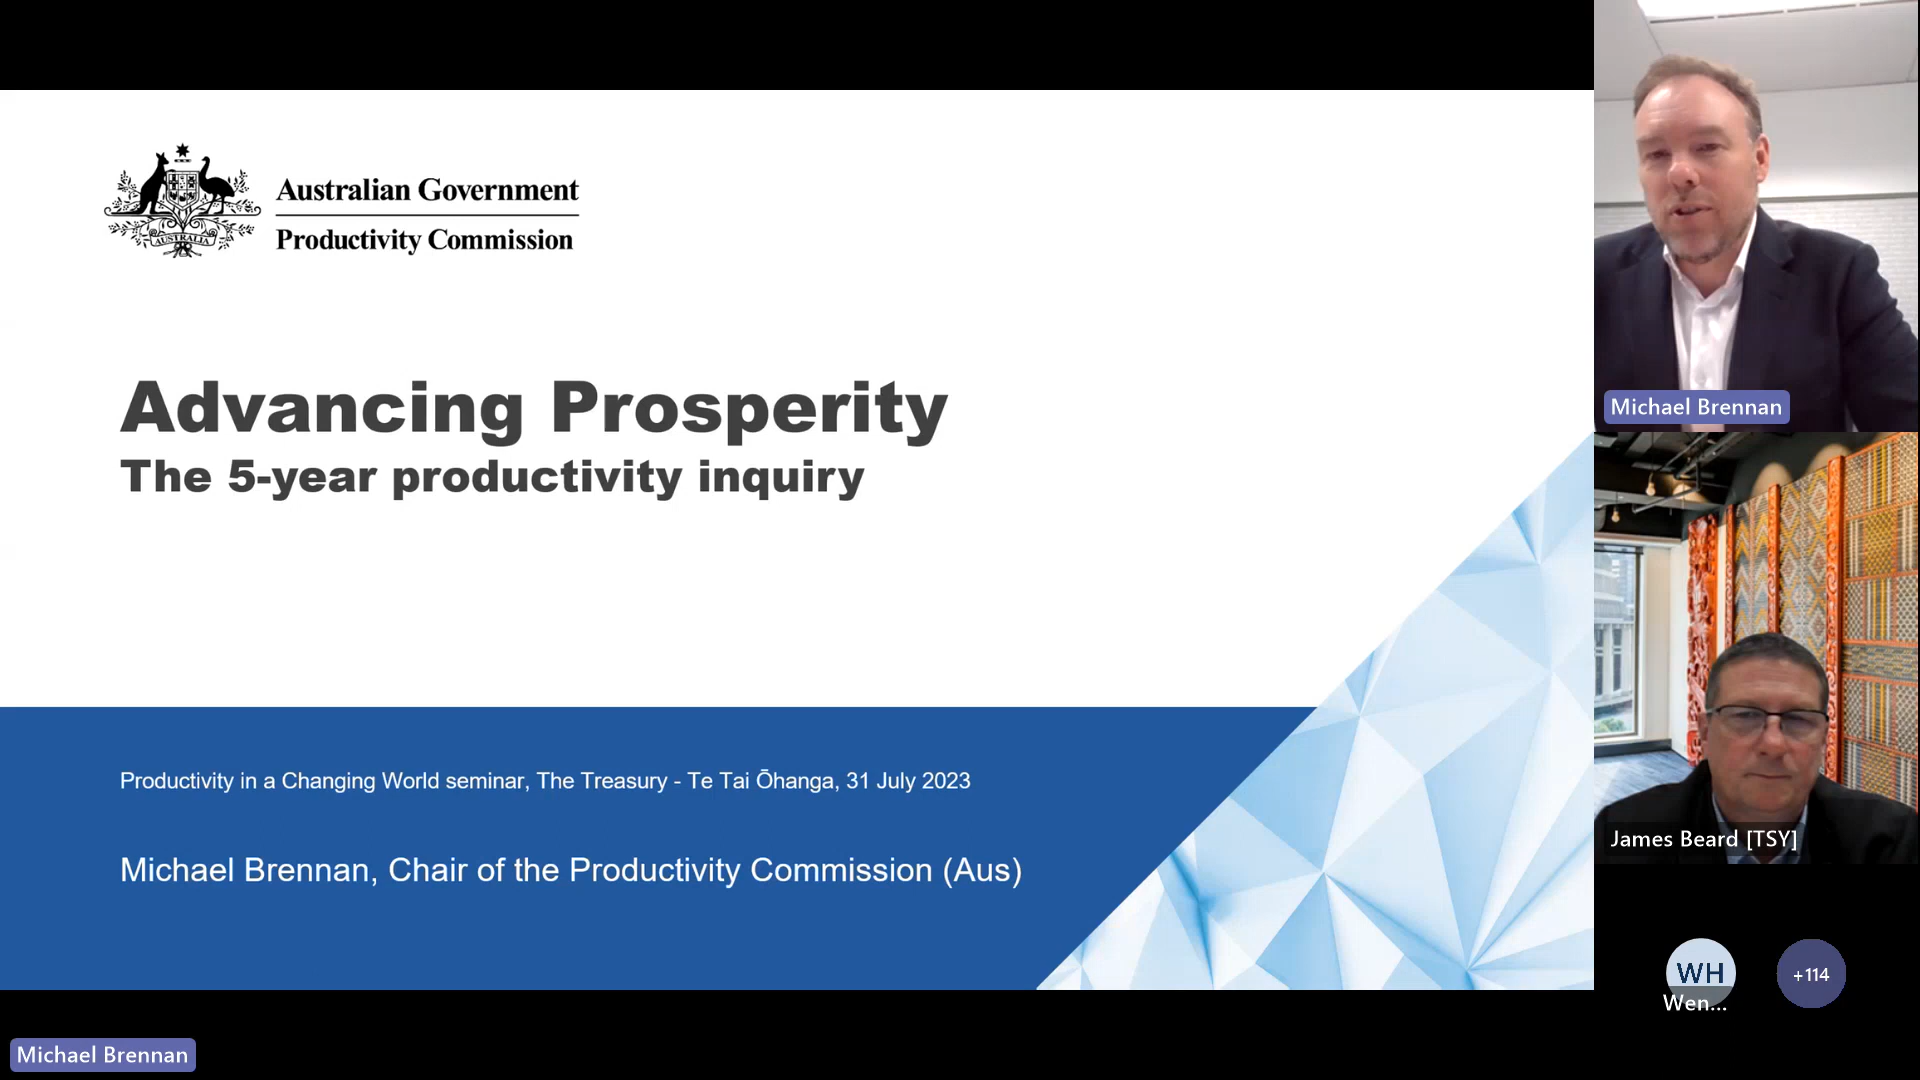 AUSTRALIA
Australian Government
Productivity Commission
Advancing Prosperity
The 5-year productivity inquiry
Productivity in a Changing World seminar, The Treasury - Te Tai Ōhanga, 31 July 2023
Michael Brennan, Chair of the Productivity Commission (Aus)
Michael Brennan
James Beard [TSY]
WH
Wen...
+114
Michael Brennan